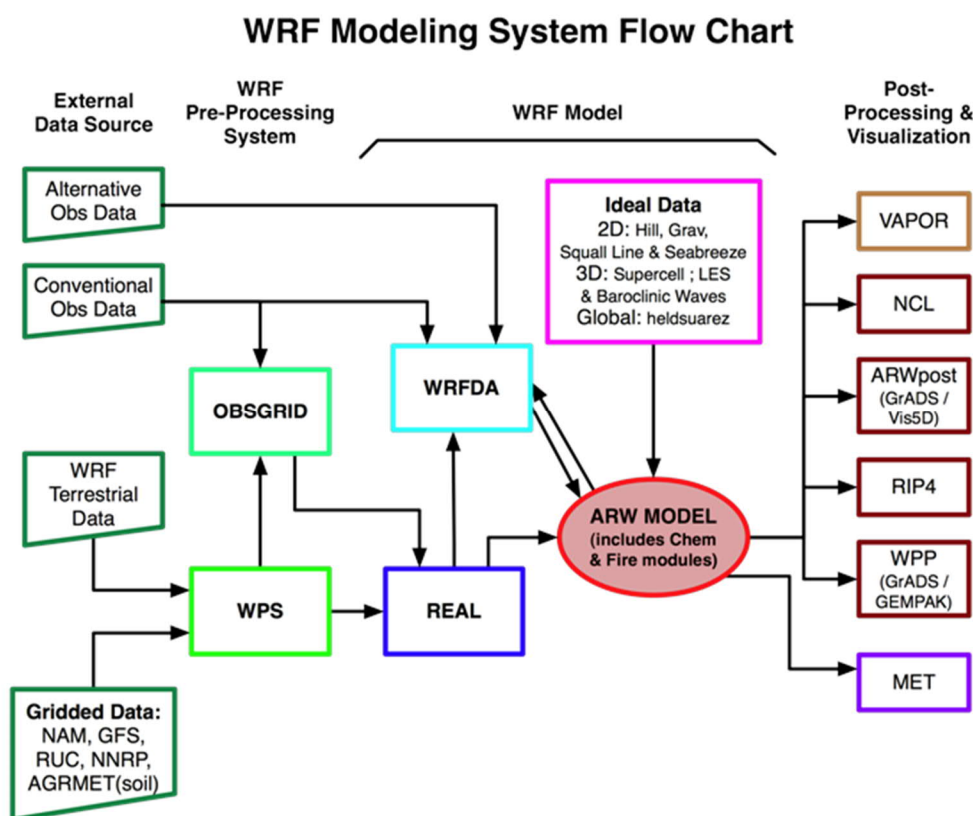 WRF Modeling System Flow Chart
External
Data Source
WRF
Pre-Processing
System
WRF Model
Post-
Processing &
Visualization
Alternative
Obs Data
Conventional
Obs Data
WRF
Terrestrial
Data
Gridded Data:
NAM, GFS,
RUC, NNRP,
AGRMET(soil)
OBSGRID
WPS
WRFDA
REAL
Ideal Data
2D: Hill, Grav,
Squall Line & Seabreeze
3D: Supercell ; LES
& Baroclinic Waves
Global: heldsuarez
ARW MODEL
(includes Chem
& Fire modules)
VAPOR
NCL
ARWpost
(GrADS /
Vis5D)
RIP4
WPP
(GrADS /
GEMPAK)
MET